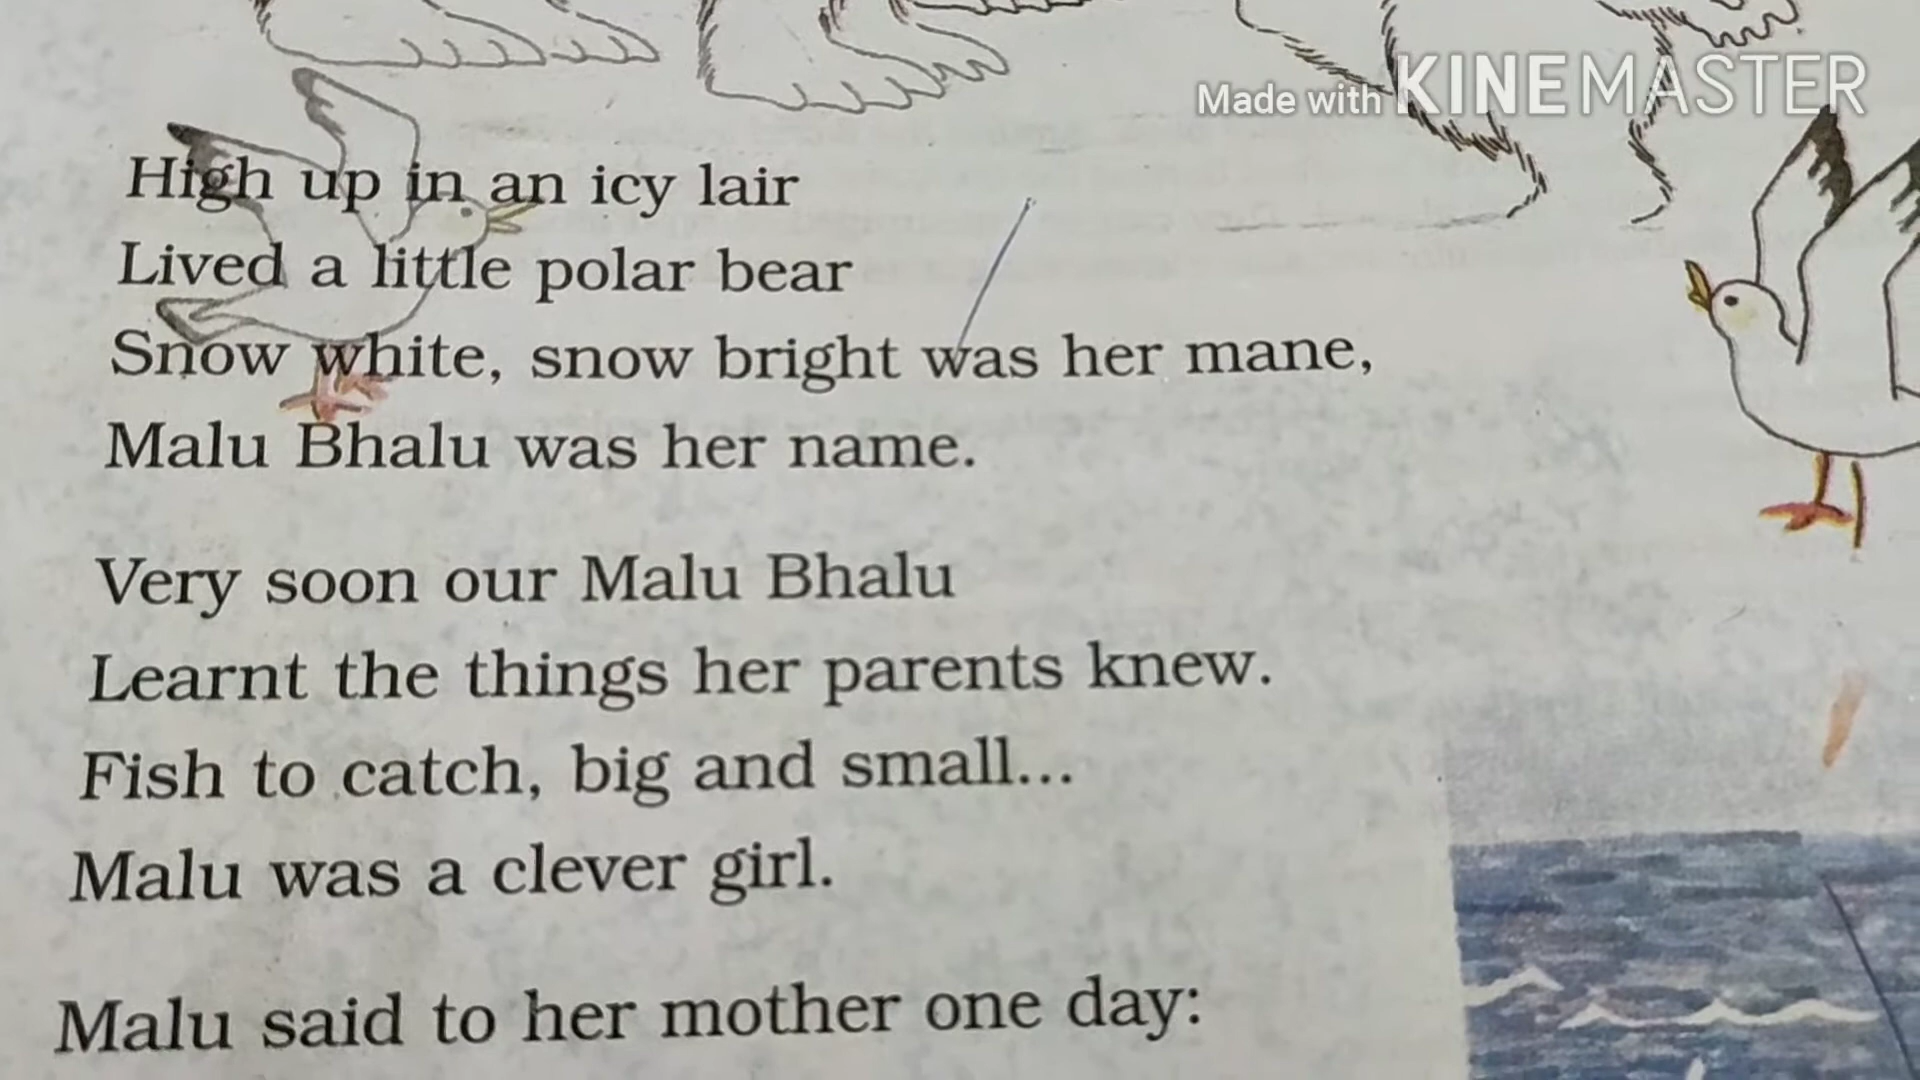 Made with KINEMASTER
High up in an icy lair
Lived a little polar bear
Snow white, snow bright was her mane,
Malu Bhalu was her name.
Very soon our Malu Bhalu
Learnt the things her parents knew.
Fish to catch, big and small...
Malu was a clever girl.
Malu said to her mother one day: